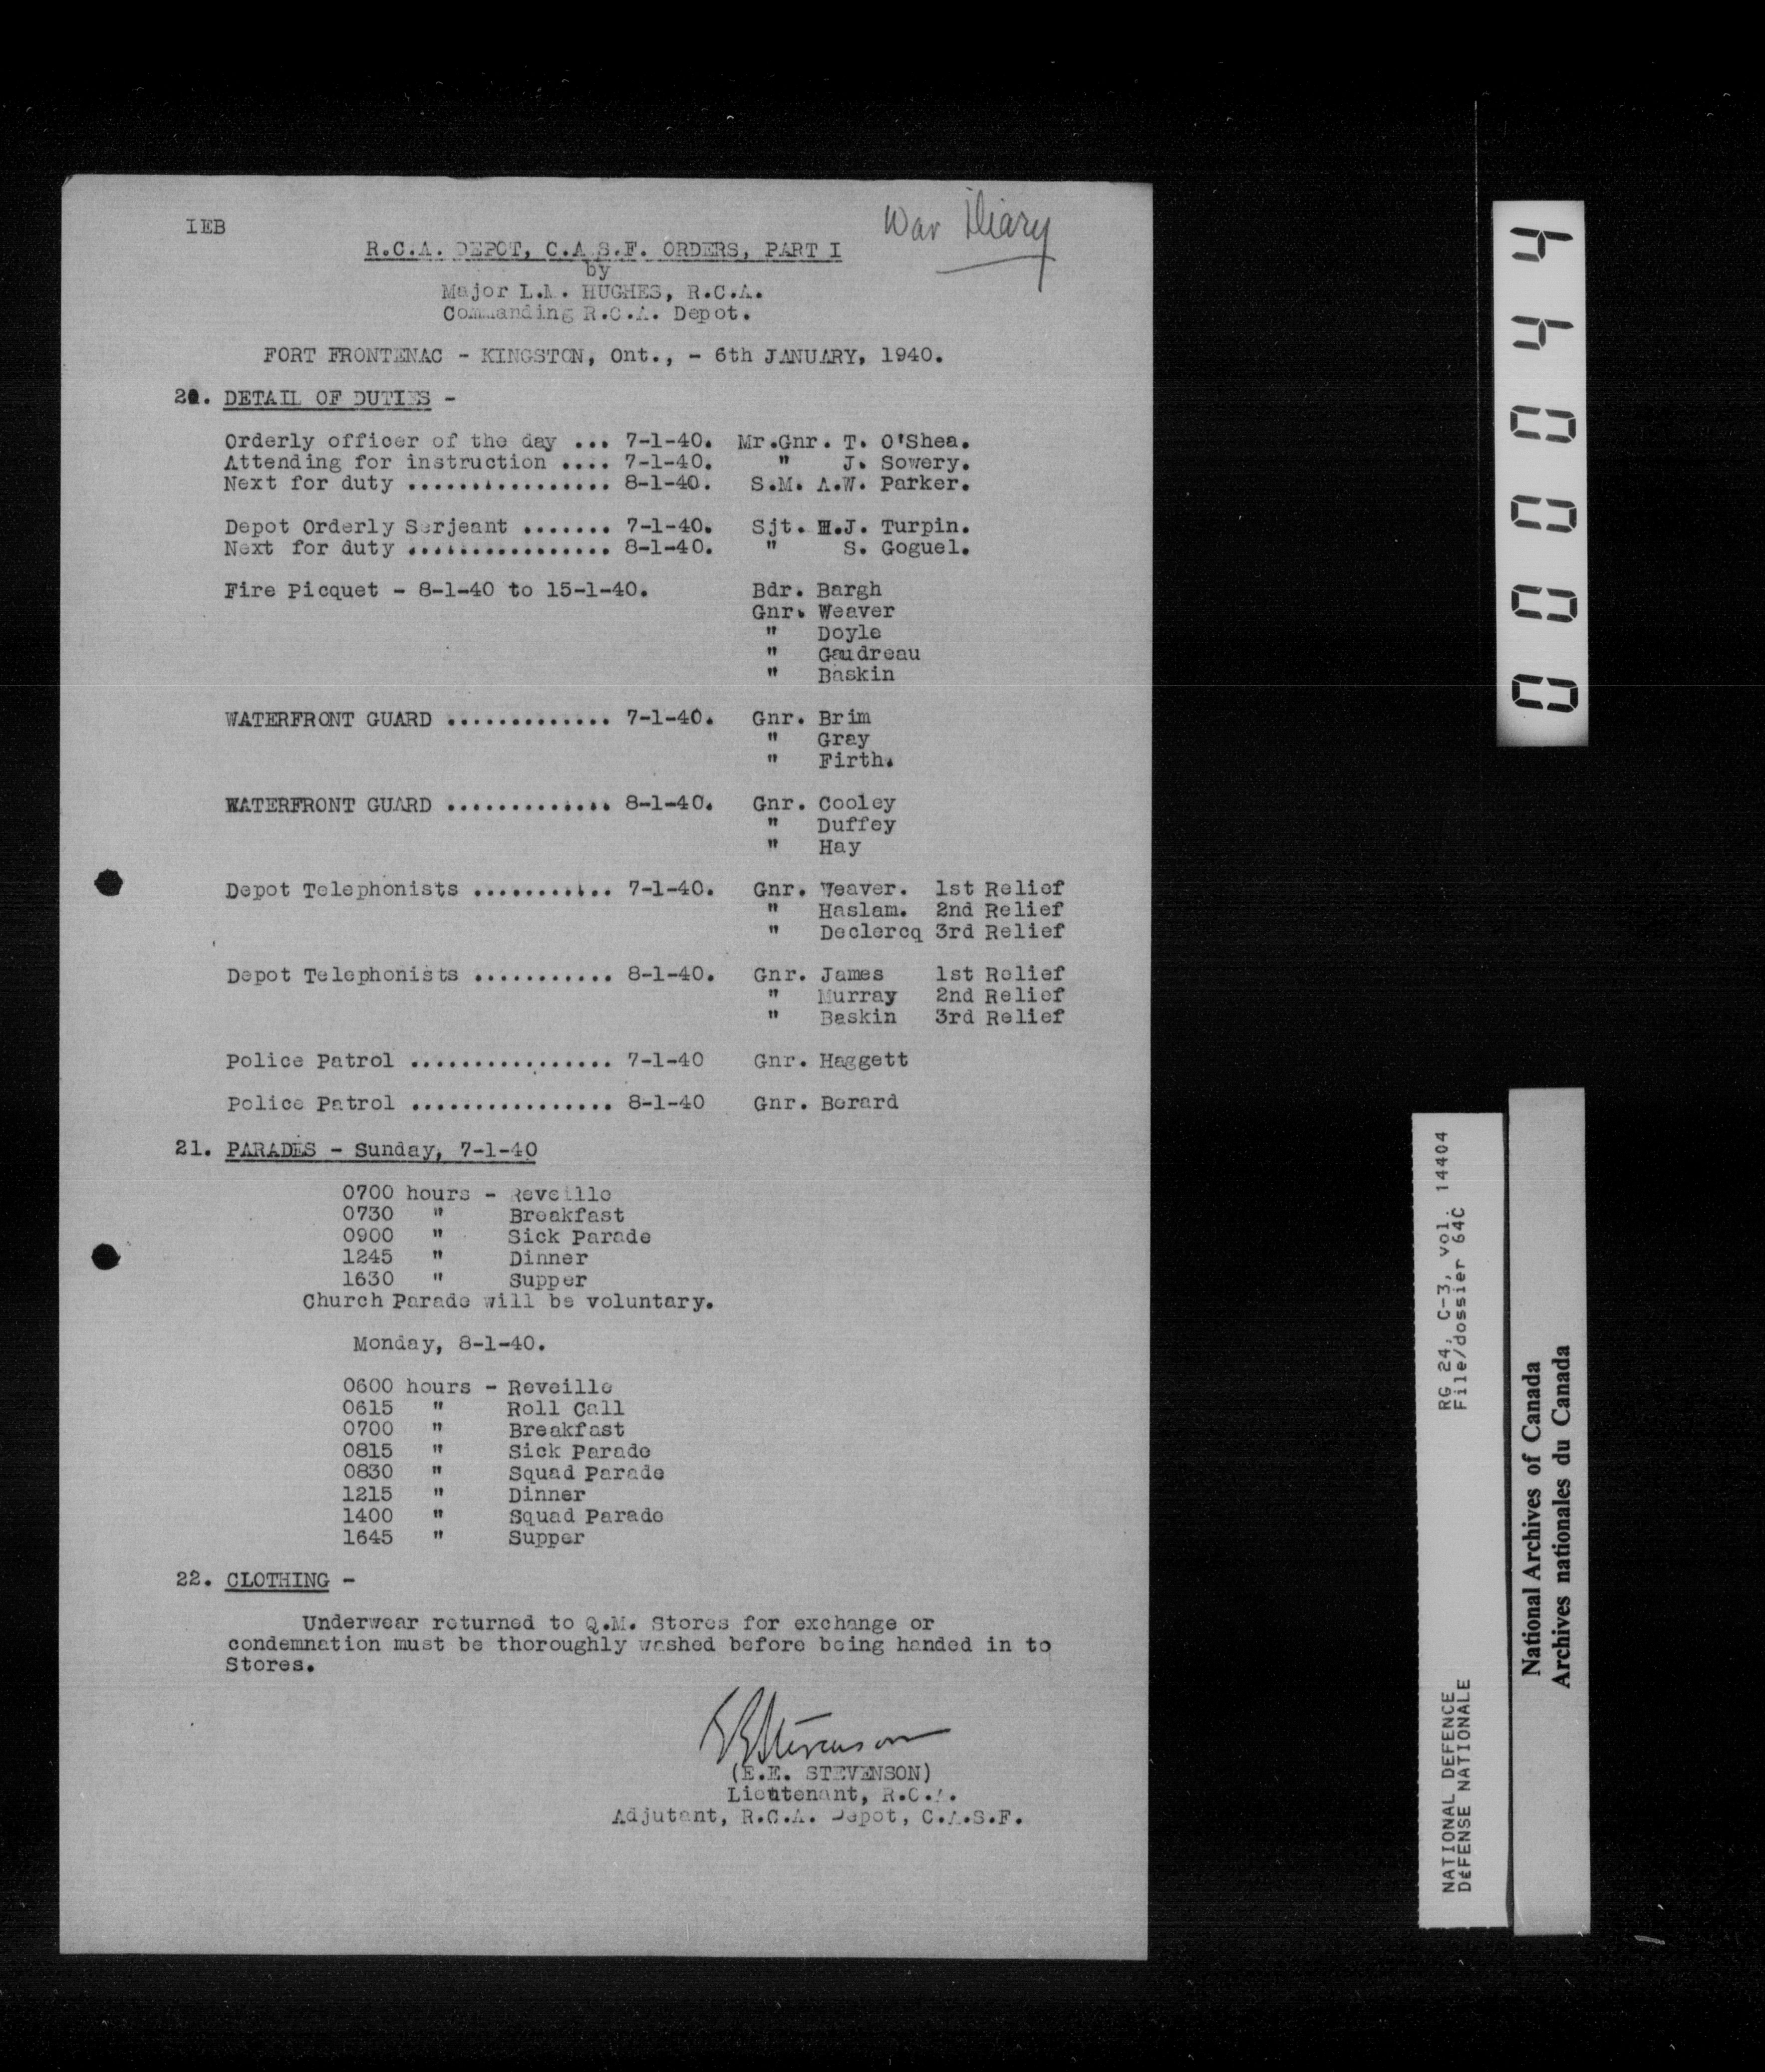 IEB
War Diary
R.C.A. DEPOT, C.A.S.F. ORDERS, PART I
by
Major L.M. HUGHES, R.C.A.
Commanding R.C.A. Depot.
FORT FRONTENAC - KINGSTON, Ont., - 6th JANUARY, 1940.
20. DETAIL OF DUTIES -
Orderly officer of the day ... 7-1-40. Mr.Gnr. T. O'Shea.
Attending for instruction .... 7-1-40. " J. Sowery.
Next for duty ................ 8-1-40. S.M. A.W. Parker.
Depot Orderly Serjeant ....... 7-1-40. Sjt. H.J. Turpin.
Next for duty ................ 8-1-40. " S. Goguel.
Fire Picquet - 8-1-40 to 15-1-40. Bdr. Bargh
Gnr. Weaver
" Doyle
" Gaudreau
" Baskin
WATERFRONT GUARD ............. 7-1-40. Gnr. Brim
" Gray
" Firth.
WATERFRONT GUARD ............. 8-1-40. Gnr. Cooley
" Duffey
" Hay
Depot Telephonists ........... 7-1-40. Gnr. Weaver. 1st Relief
" Haslam. 2nd Relief
" Declercq 3rd Relief
Depot Telephonists ........... 8-1-40. Gnr. James 1st Relief
" Murray 2nd Relief
" Baskin 3rd Relief
Police Patrol ................ 7-1-40 Gnr. Haggett
Police Patrol ................ 8-1-40 Gnr. Berard
21. PARADES - Sunday, 7-1-40
0700 hours - Reveille
0730 " Breakfast
0900 " Sick Parade
1245 " Dinner
1630 " Supper
Church Parade will be voluntary.
Monday, 8-1-40.
0600 hours - Reveille
0615 " Roll Call
0700 " Breakfast
0815 " Sick Parade
0830 " Squad Parade
1215 " Dinner
1400 " Squad Parade
1645 " Supper
22. CLOTHING -
Underwear returned to Q.M. Stores for exchange or
condemnation must be thoroughly washed before being handed in to
Stores.
EEStevenson
(E.E. STEVENSON)
Lieutenant, R.C.A.
Adjutant, R.C.A. Depot, C.A.S.F.
000044
RG 24, C-3, vol. 14404
File/dossier 64C
NATIONAL DEFENCE
DÉFENSE NATIONALE
National Archives of Canada
Archives nationales du Canada